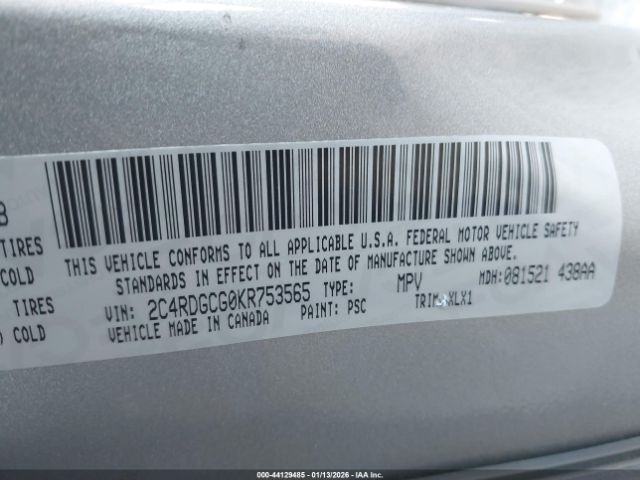 B
TIRES
COLD
TIRES
COLD
THIS VEHICLE CONFORMS TO ALL APPLICABLE U.S.A. FEDERAL MOTOR VEHICLE SAFETY
STANDARDS IN EFFECT ON THE DATE OF MANUFACTURE SHOWN ABOVE.
VIN: 2C4RDGCG0KR753565 TYPE: MPV MDH:081521 438AA
VEHICLE MADE IN CANADA PAINT: PSC TRIM: XLX1
000-44129485 - 01/13/2026 - IAA Inc.